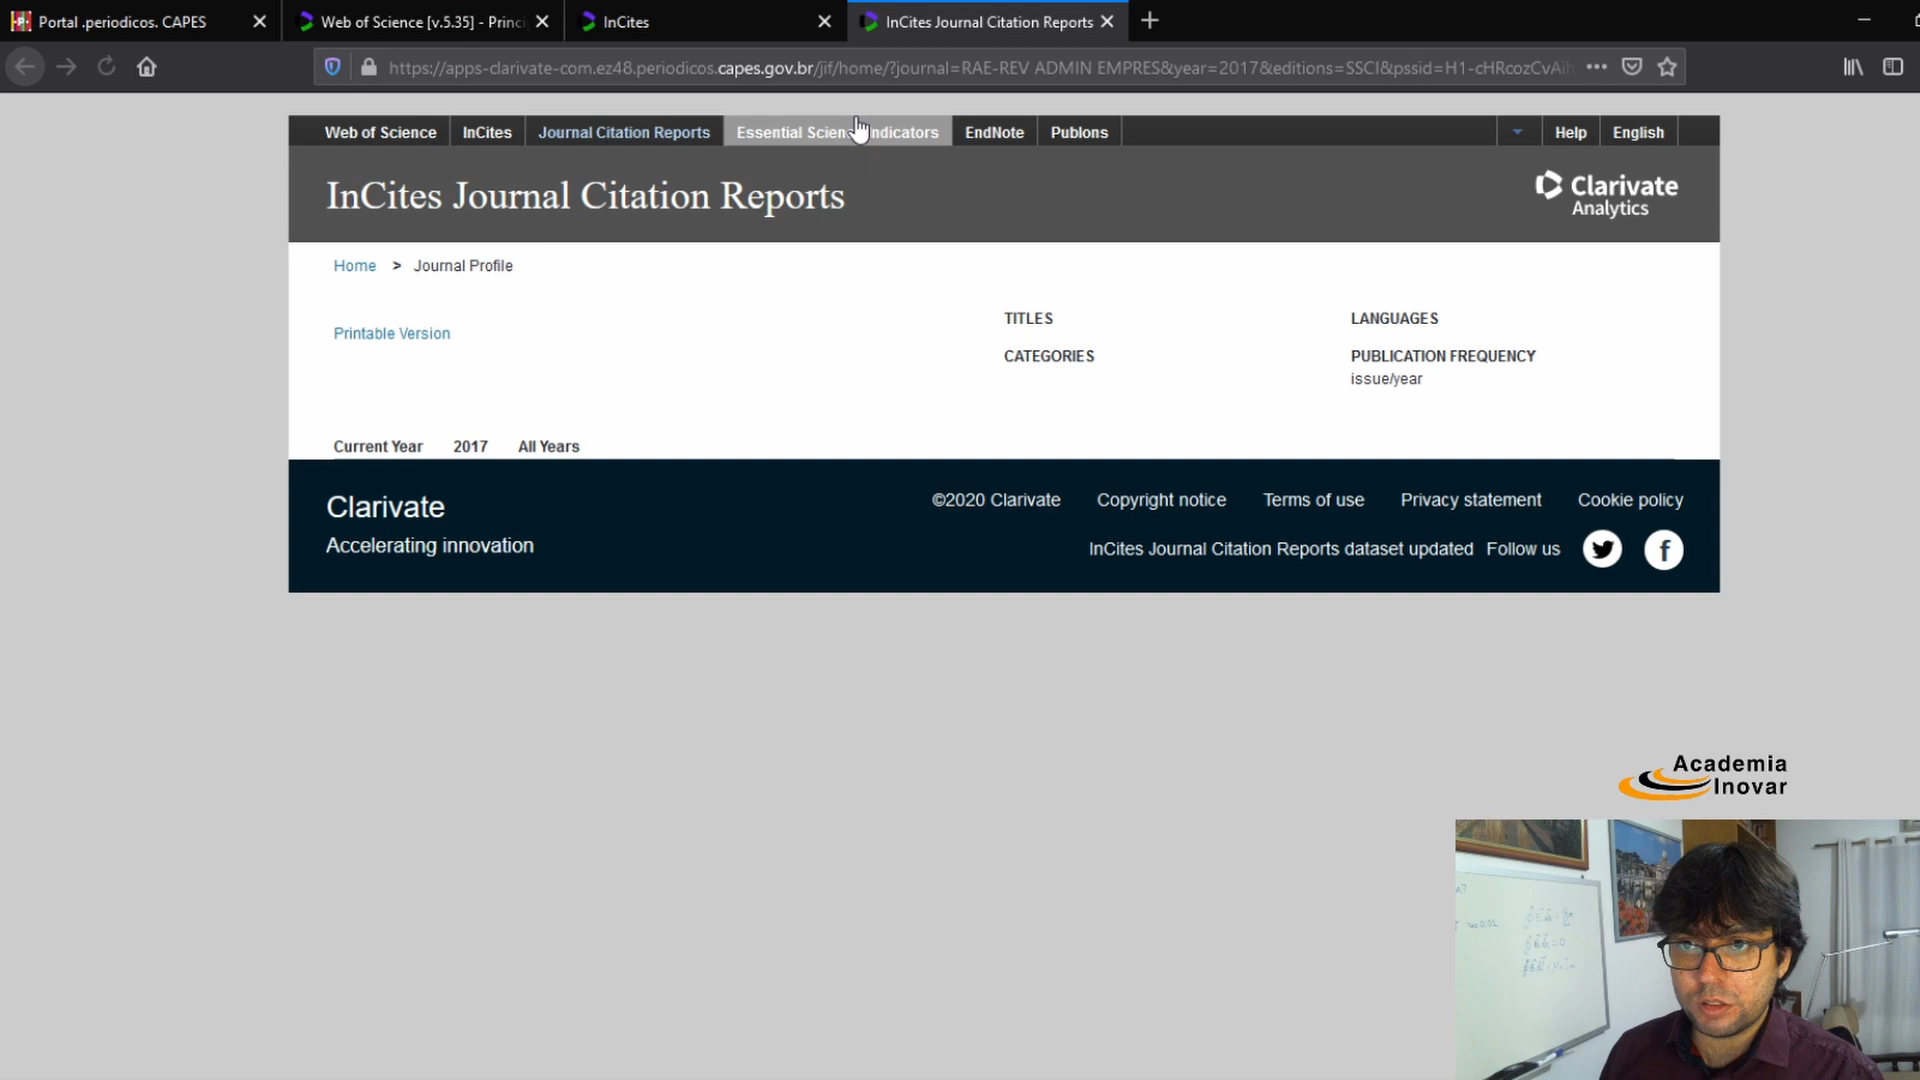 Portal .periodicos. CAPES
Web of Science [v.5.35] - Princi
InCites
InCites Journal Citation Reports
https://apps-clarivate-com.ez48.periodicos.capes.gov.br/jif/home/?journal=RAE-REV ADMIN EMPRES&year=2017&editions=SSCI&pssid=H1-cHRcozCvAih
Web of Science InCites Journal Citation Reports Essential Science Indicators EndNote Publons Help English
InCites Journal Citation Reports
Clarivate
Analytics
Home > Journal Profile
Printable Version
TITLES
CATEGORIES
LANGUAGES
PUBLICATION FREQUENCY
issue/year
Current Year 2017 All Years
Clarivate
Accelerating innovation
©2020 Clarivate Copyright notice Terms of use Privacy statement Cookie policy
InCites Journal Citation Reports dataset updated Follow us
Academia
Inovar